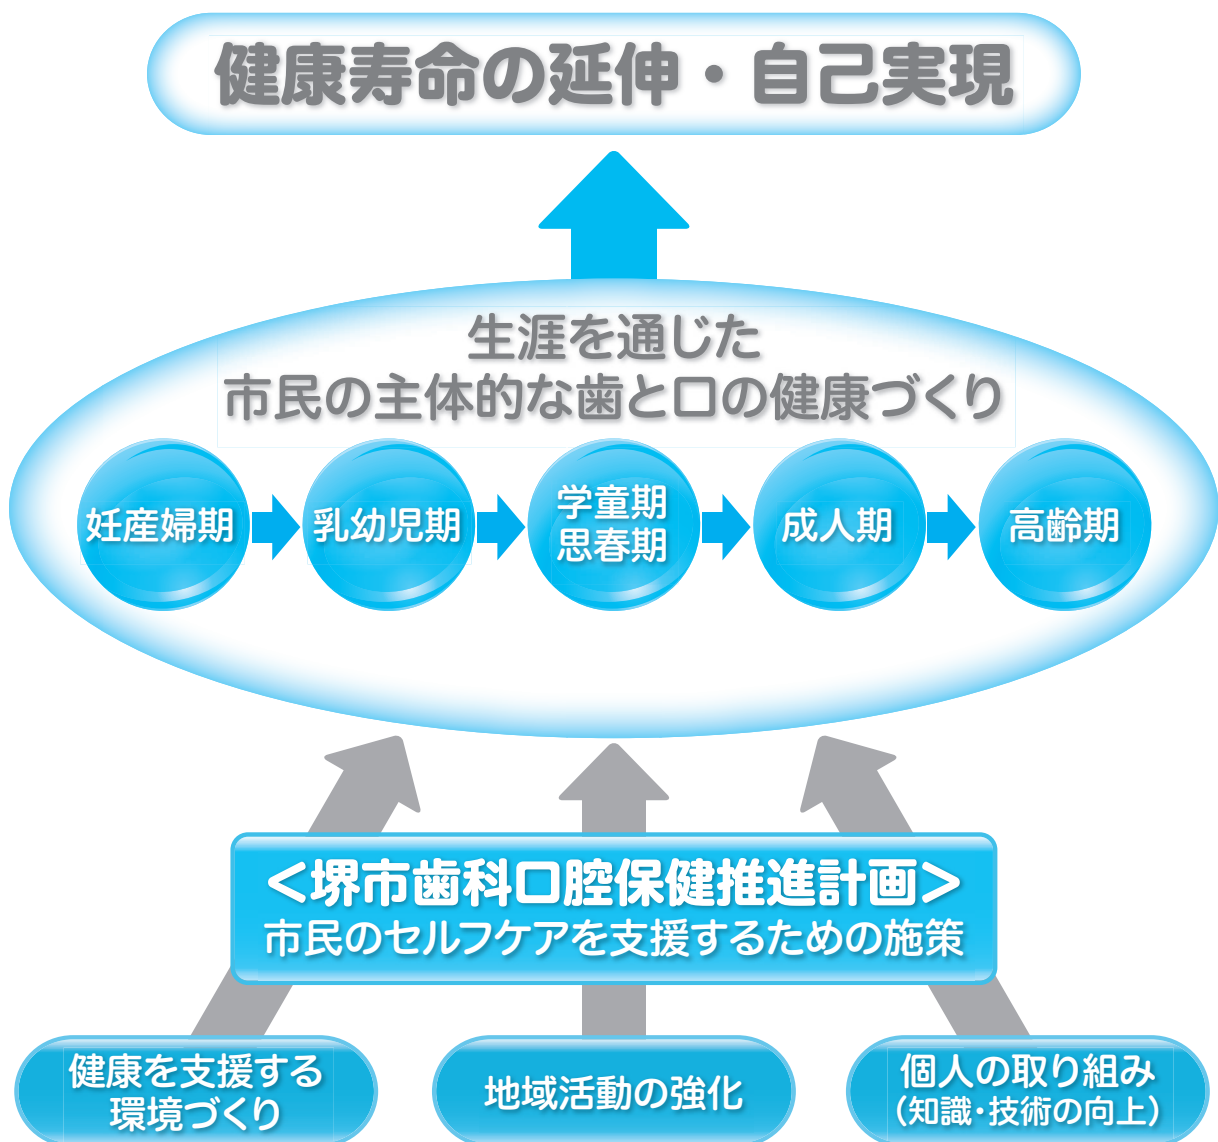 健康寿命の延伸・自己実現
生涯を通じた
市民の主体的な歯と口の健康づくり
妊産婦期
乳幼児期
学童期
思春期
成人期
高齢期
＜堺市歯科口腔保健推進計画＞
市民のセルフケアを支援するための施策
健康を支援する
環境づくり
地域活動の強化
個人の取り組み
（知識・技術の向上）